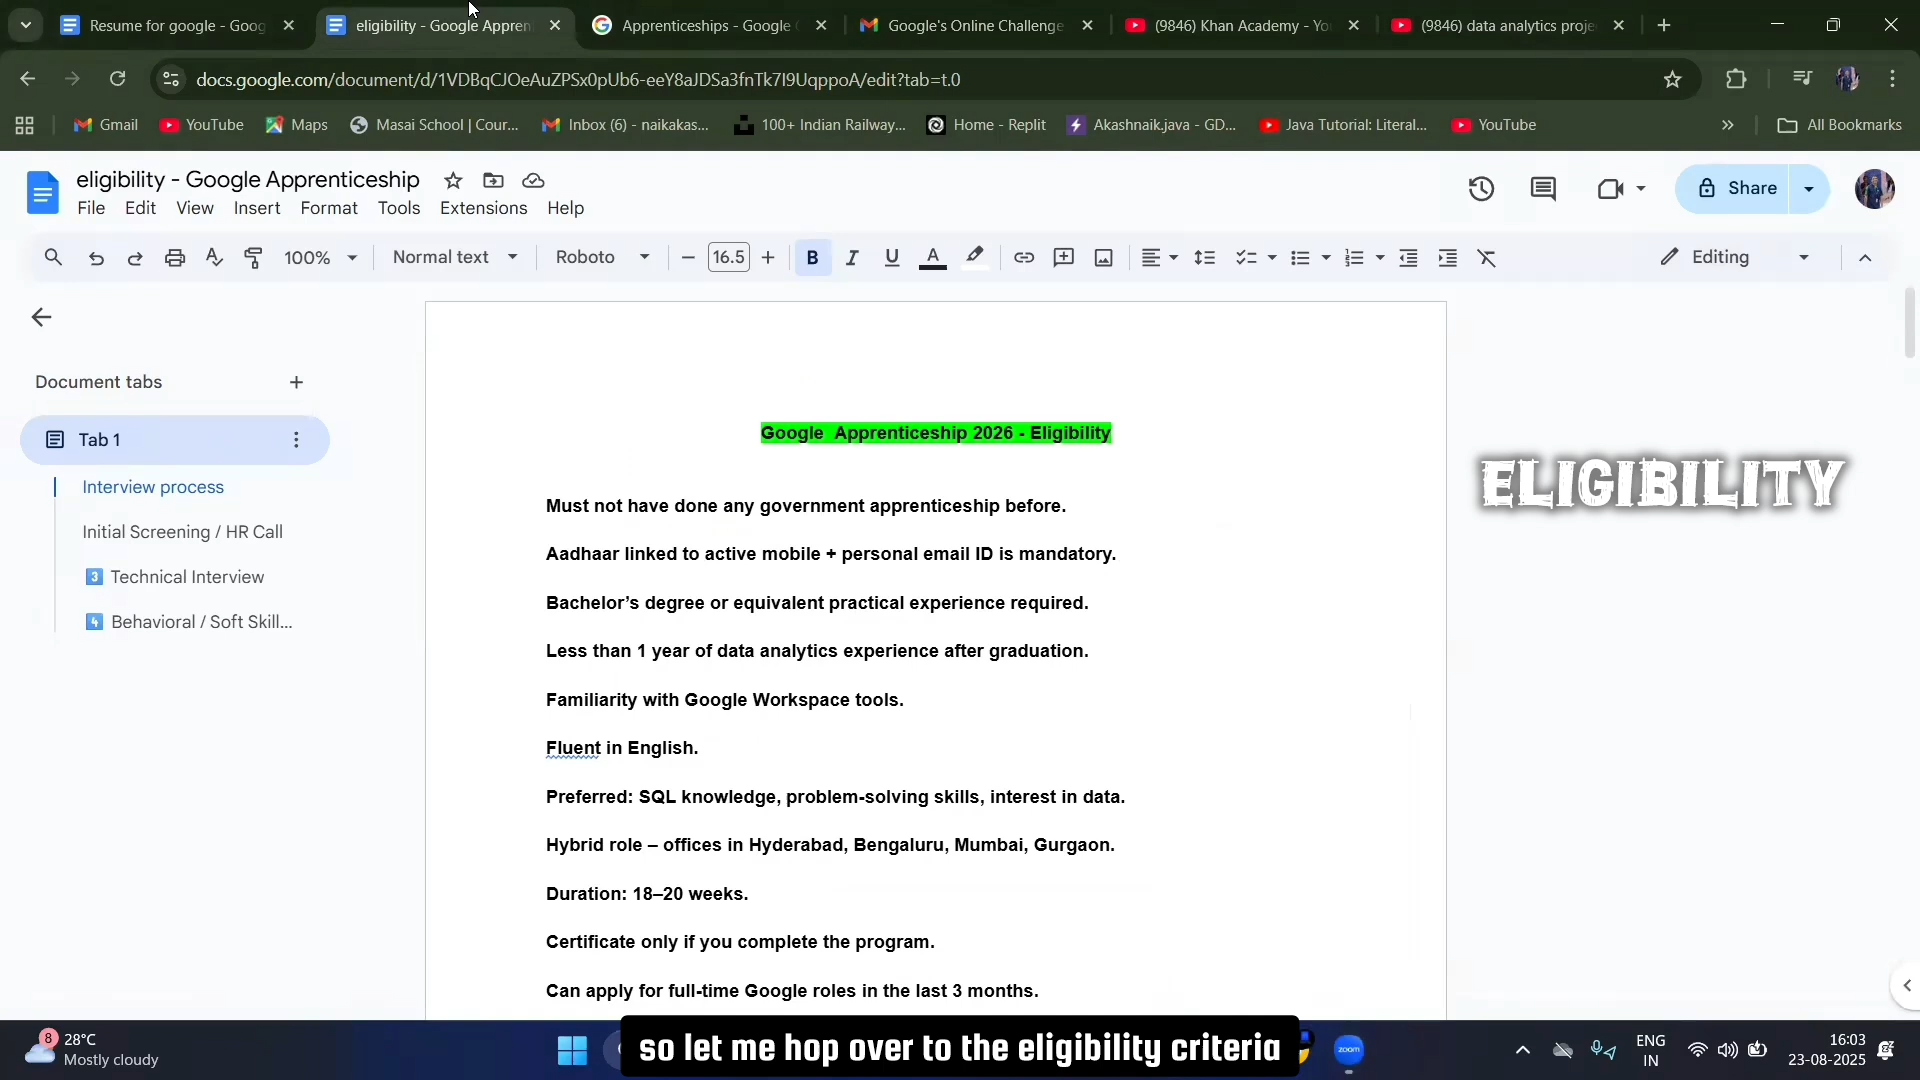 Resume for google - Goog
eligibility - Google Appren
Apprenticeships - Google
Google's Online Challenge
(9846) Khan Academy - Yo
(9846) data analytics proje
docs.google.com/document/d/1VDBqCJOeAuZPSx0pUb6-eeY8aJDSa3fnTk7I9UqppoA/edit?tab=t.0
Gmail
YouTube
Maps
Masai School | Cour...
Inbox (6) - naikakas...
100+ Indian Railway...
Home - Replit
Akashnaik.java - GD...
Java Tutorial: Literal...
YouTube
All Bookmarks
eligibility - Google Apprenticeship
File Edit View Insert Format Tools Extensions Help
Share
100% Normal text Roboto 16.5 B I U A Editing
Document tabs
Tab 1
Interview process
Initial Screening / HR Call
3 Technical Interview
4 Behavioral / Soft Skill...
Google Apprenticeship 2026 - Eligibility
ELIGIBILITY
Must not have done any government apprenticeship before.
Aadhaar linked to active mobile + personal email ID is mandatory.
Bachelor’s degree or equivalent practical experience required.
Less than 1 year of data analytics experience after graduation.
Familiarity with Google Workspace tools.
Fluent in English.
Preferred: SQL knowledge, problem-solving skills, interest in data.
Hybrid role – offices in Hyderabad, Bengaluru, Mumbai, Gurgaon.
Duration: 18–20 weeks.
Certificate only if you complete the program.
Can apply for full-time Google roles in the last 3 months.
so let me hop over to the eligibility criteria
8
28°C
Mostly cloudy
zoom
ENG
IN
16:03
23-08-2025